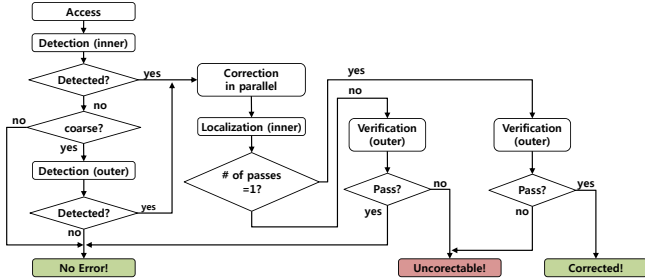 Access
Detection (inner)
Detected?
yes
no
coarse?
no
yes
Detection (outer)
Detected?
yes
no
No Error!
Correction
in parallel
Localization (inner)
# of passes
=1?
yes
no
Verification
(outer)
Pass?
no
yes
Uncorectable!
Verification
(outer)
Pass?
yes
no
Corrected!